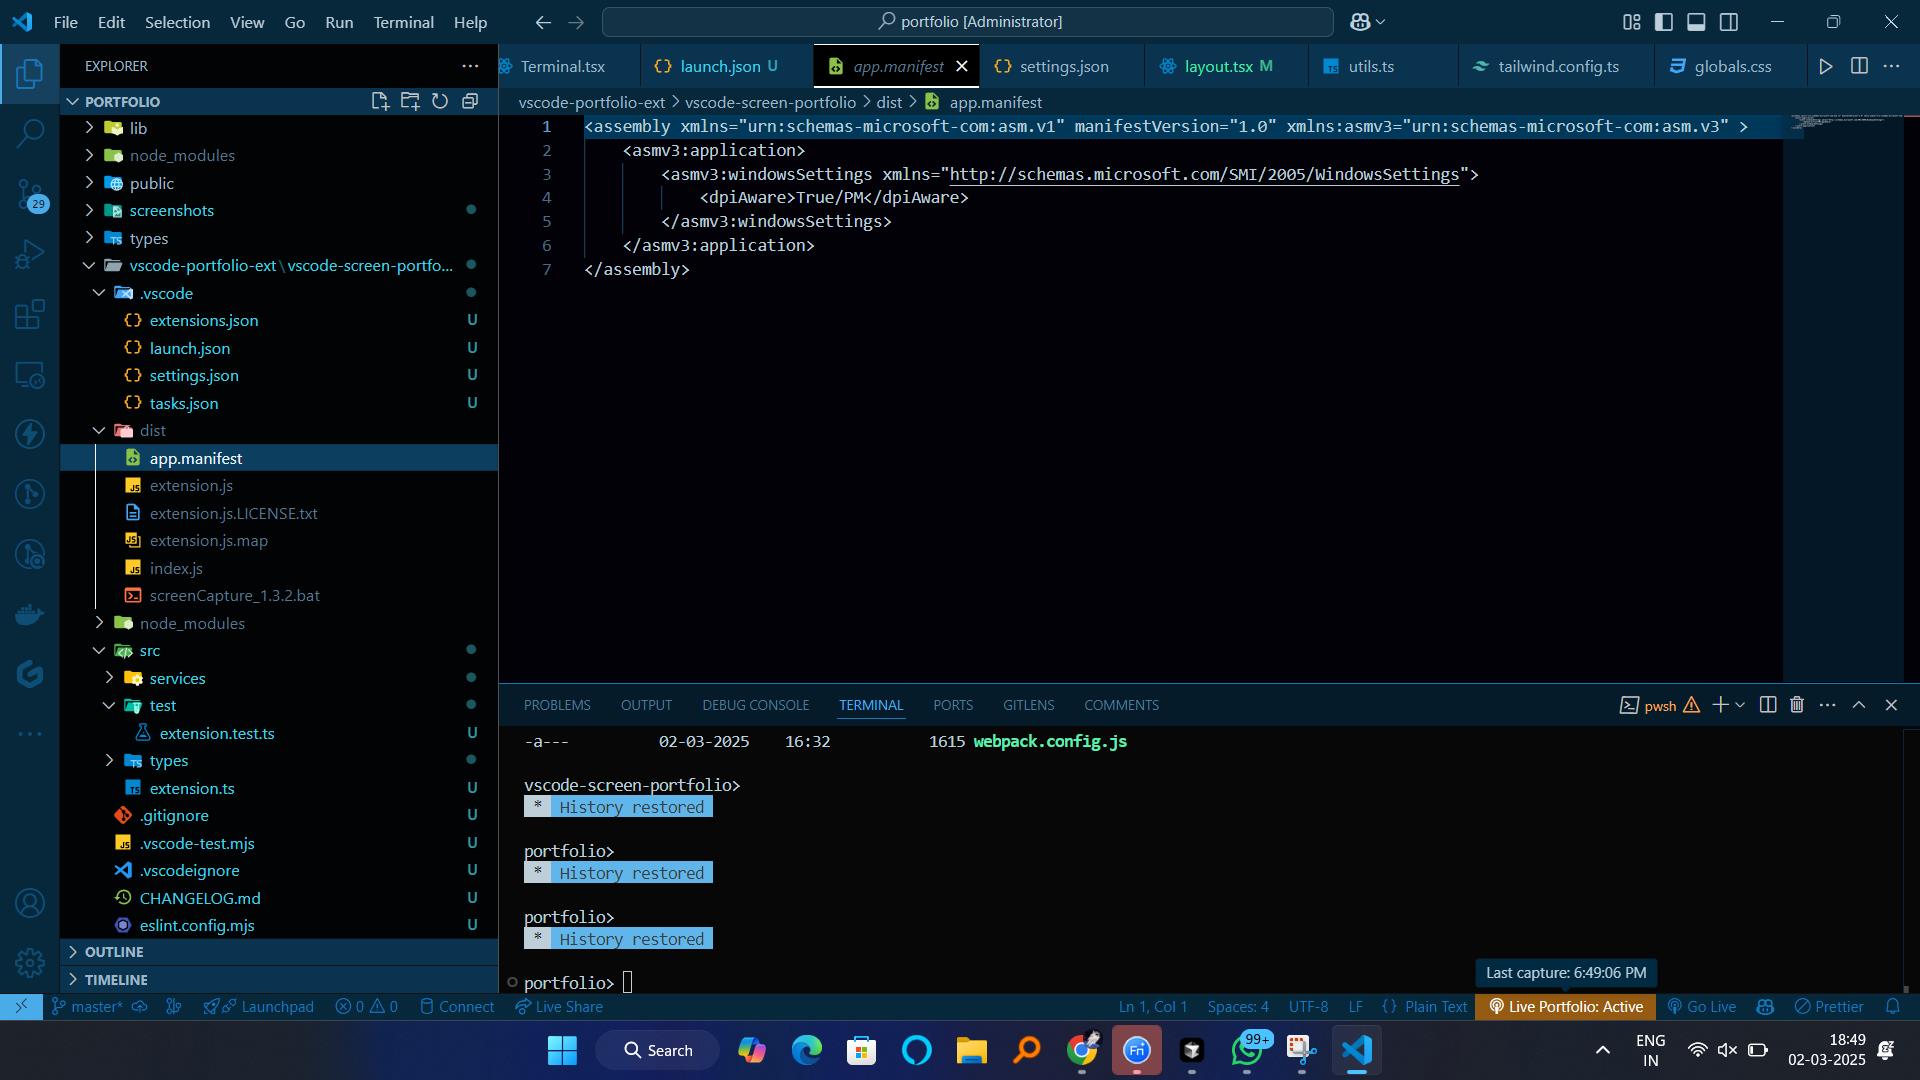 File Edit Selection View Go Run Terminal Help
portfolio [Administrator]
EXPLORER
Terminal.tsx
launch.json U
app.manifest
settings.json
layout.tsx M
utils.ts
tailwind.config.ts
globals.css
PORTFOLIO
vscode-portfolio-ext > vscode-screen-portfolio > dist > app.manifest
lib
node_modules
public
screenshots
types
vscode-portfolio-ext\vscode-screen-portfo...
.vscode
extensions.json U
launch.json U
settings.json U
tasks.json U
dist
app.manifest
extension.js
extension.js.LICENSE.txt
extension.js.map
index.js
screenCapture_1.3.2.bat
node_modules
src
services
test
extension.test.ts U
types
extension.ts U
.gitignore U
.vscode-test.mjs U
.vscodeignore U
CHANGELOG.md U
eslint.config.mjs U
OUTLINE
TIMELINE
29
1 <assembly xmlns="urn:schemas-microsoft-com:asm.v1" manifestVersion="1.0" xmlns:asmv3="urn:schemas-microsoft-com:asm.v3" >
2 <asmv3:application>
3 <asmv3:windowsSettings xmlns="http://schemas.microsoft.com/SMI/2005/WindowsSettings">
4 <dpiAware>True/PM</dpiAware>
5 </asmv3:windowsSettings>
6 </asmv3:application>
7 </assembly>
PROBLEMS OUTPUT DEBUG CONSOLE TERMINAL PORTS GITLENS COMMENTS
pwsh
-a--- 02-03-2025 16:32 1615 webpack.config.js
vscode-screen-portfolio>
* History restored
portfolio>
* History restored
portfolio>
* History restored
portfolio>
Last capture: 6:49:06 PM
master* Launchpad 0 0 Connect Live Share
Ln 1, Col 1 Spaces: 4 UTF-8 LF {} Plain Text Live Portfolio: Active Go Live Prettier
Search
Fn
99+
ENG
IN
18:49
02-03-2025